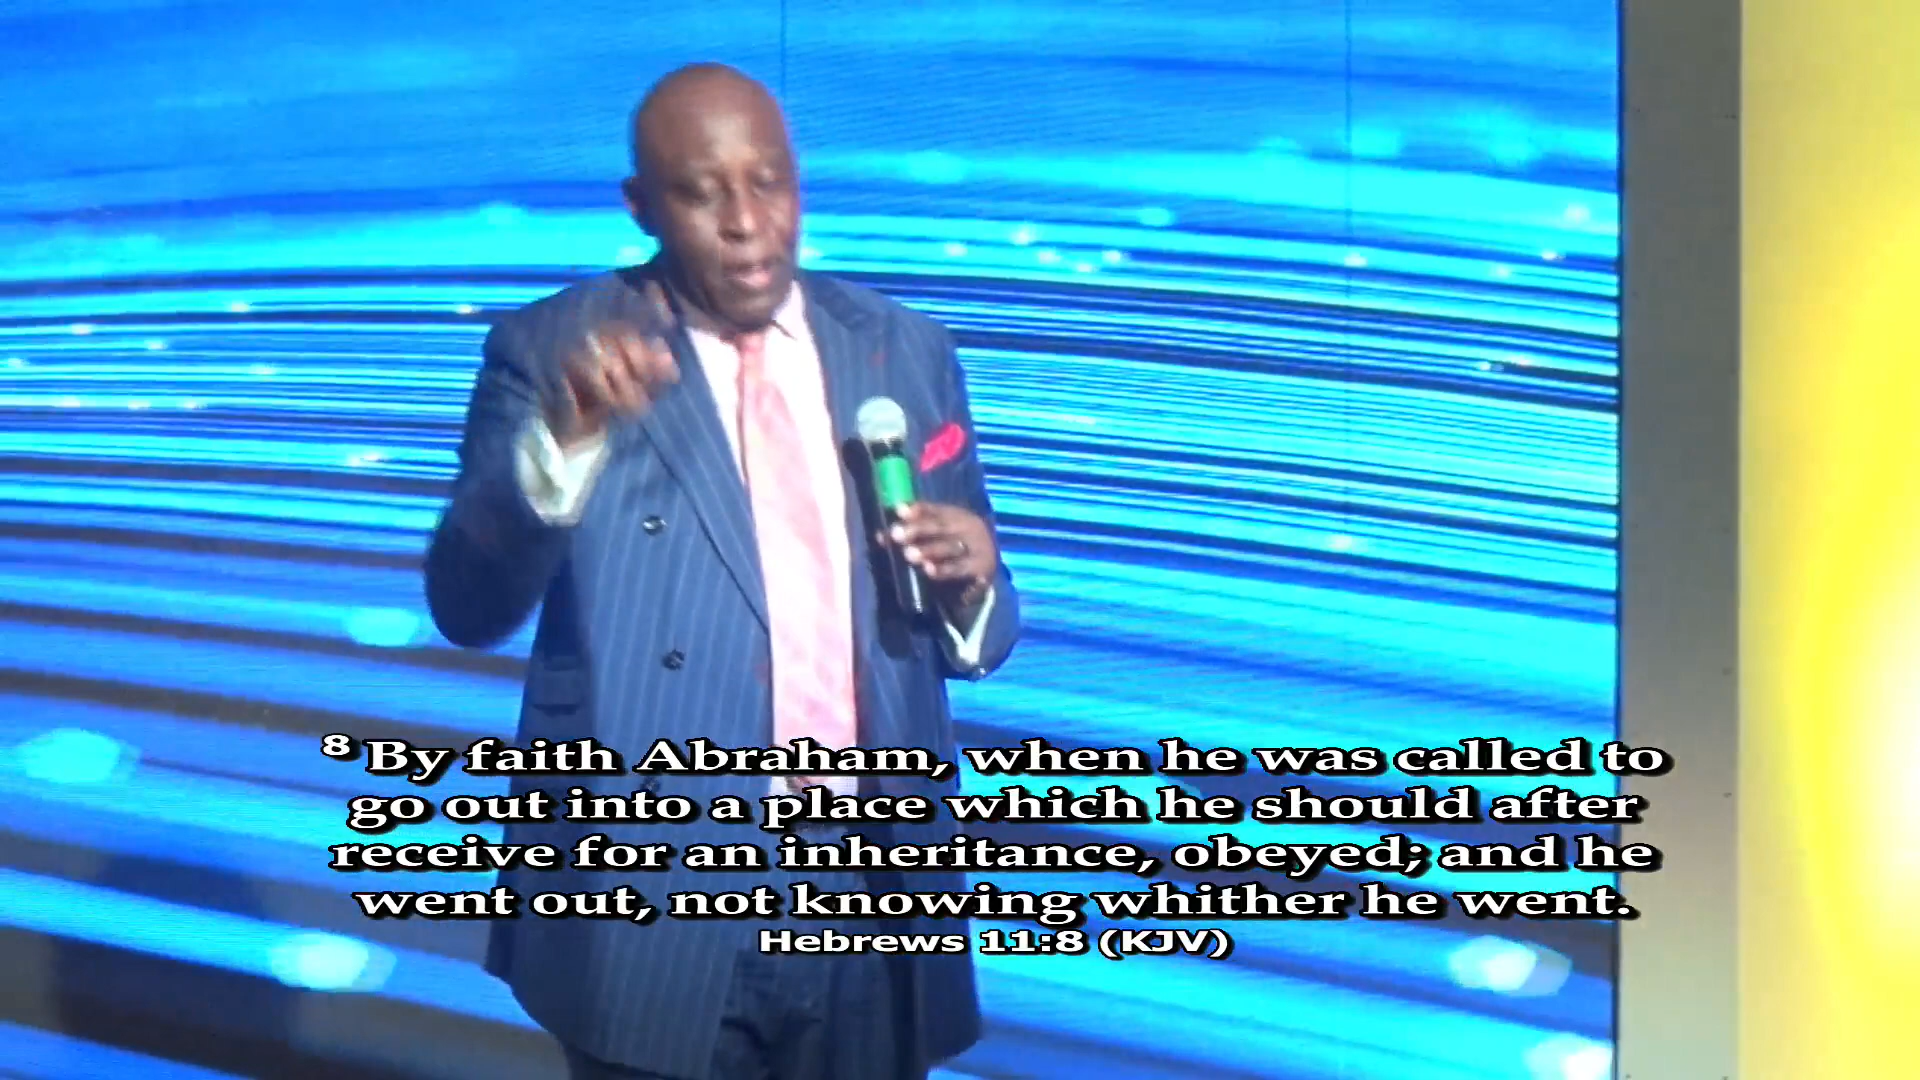 8 By faith Abraham, when he was called to
go out into a place which he should after
receive for an inheritance, obeyed; and he
went out, not knowing whither he went.
Hebrews 11:8 (KJV)